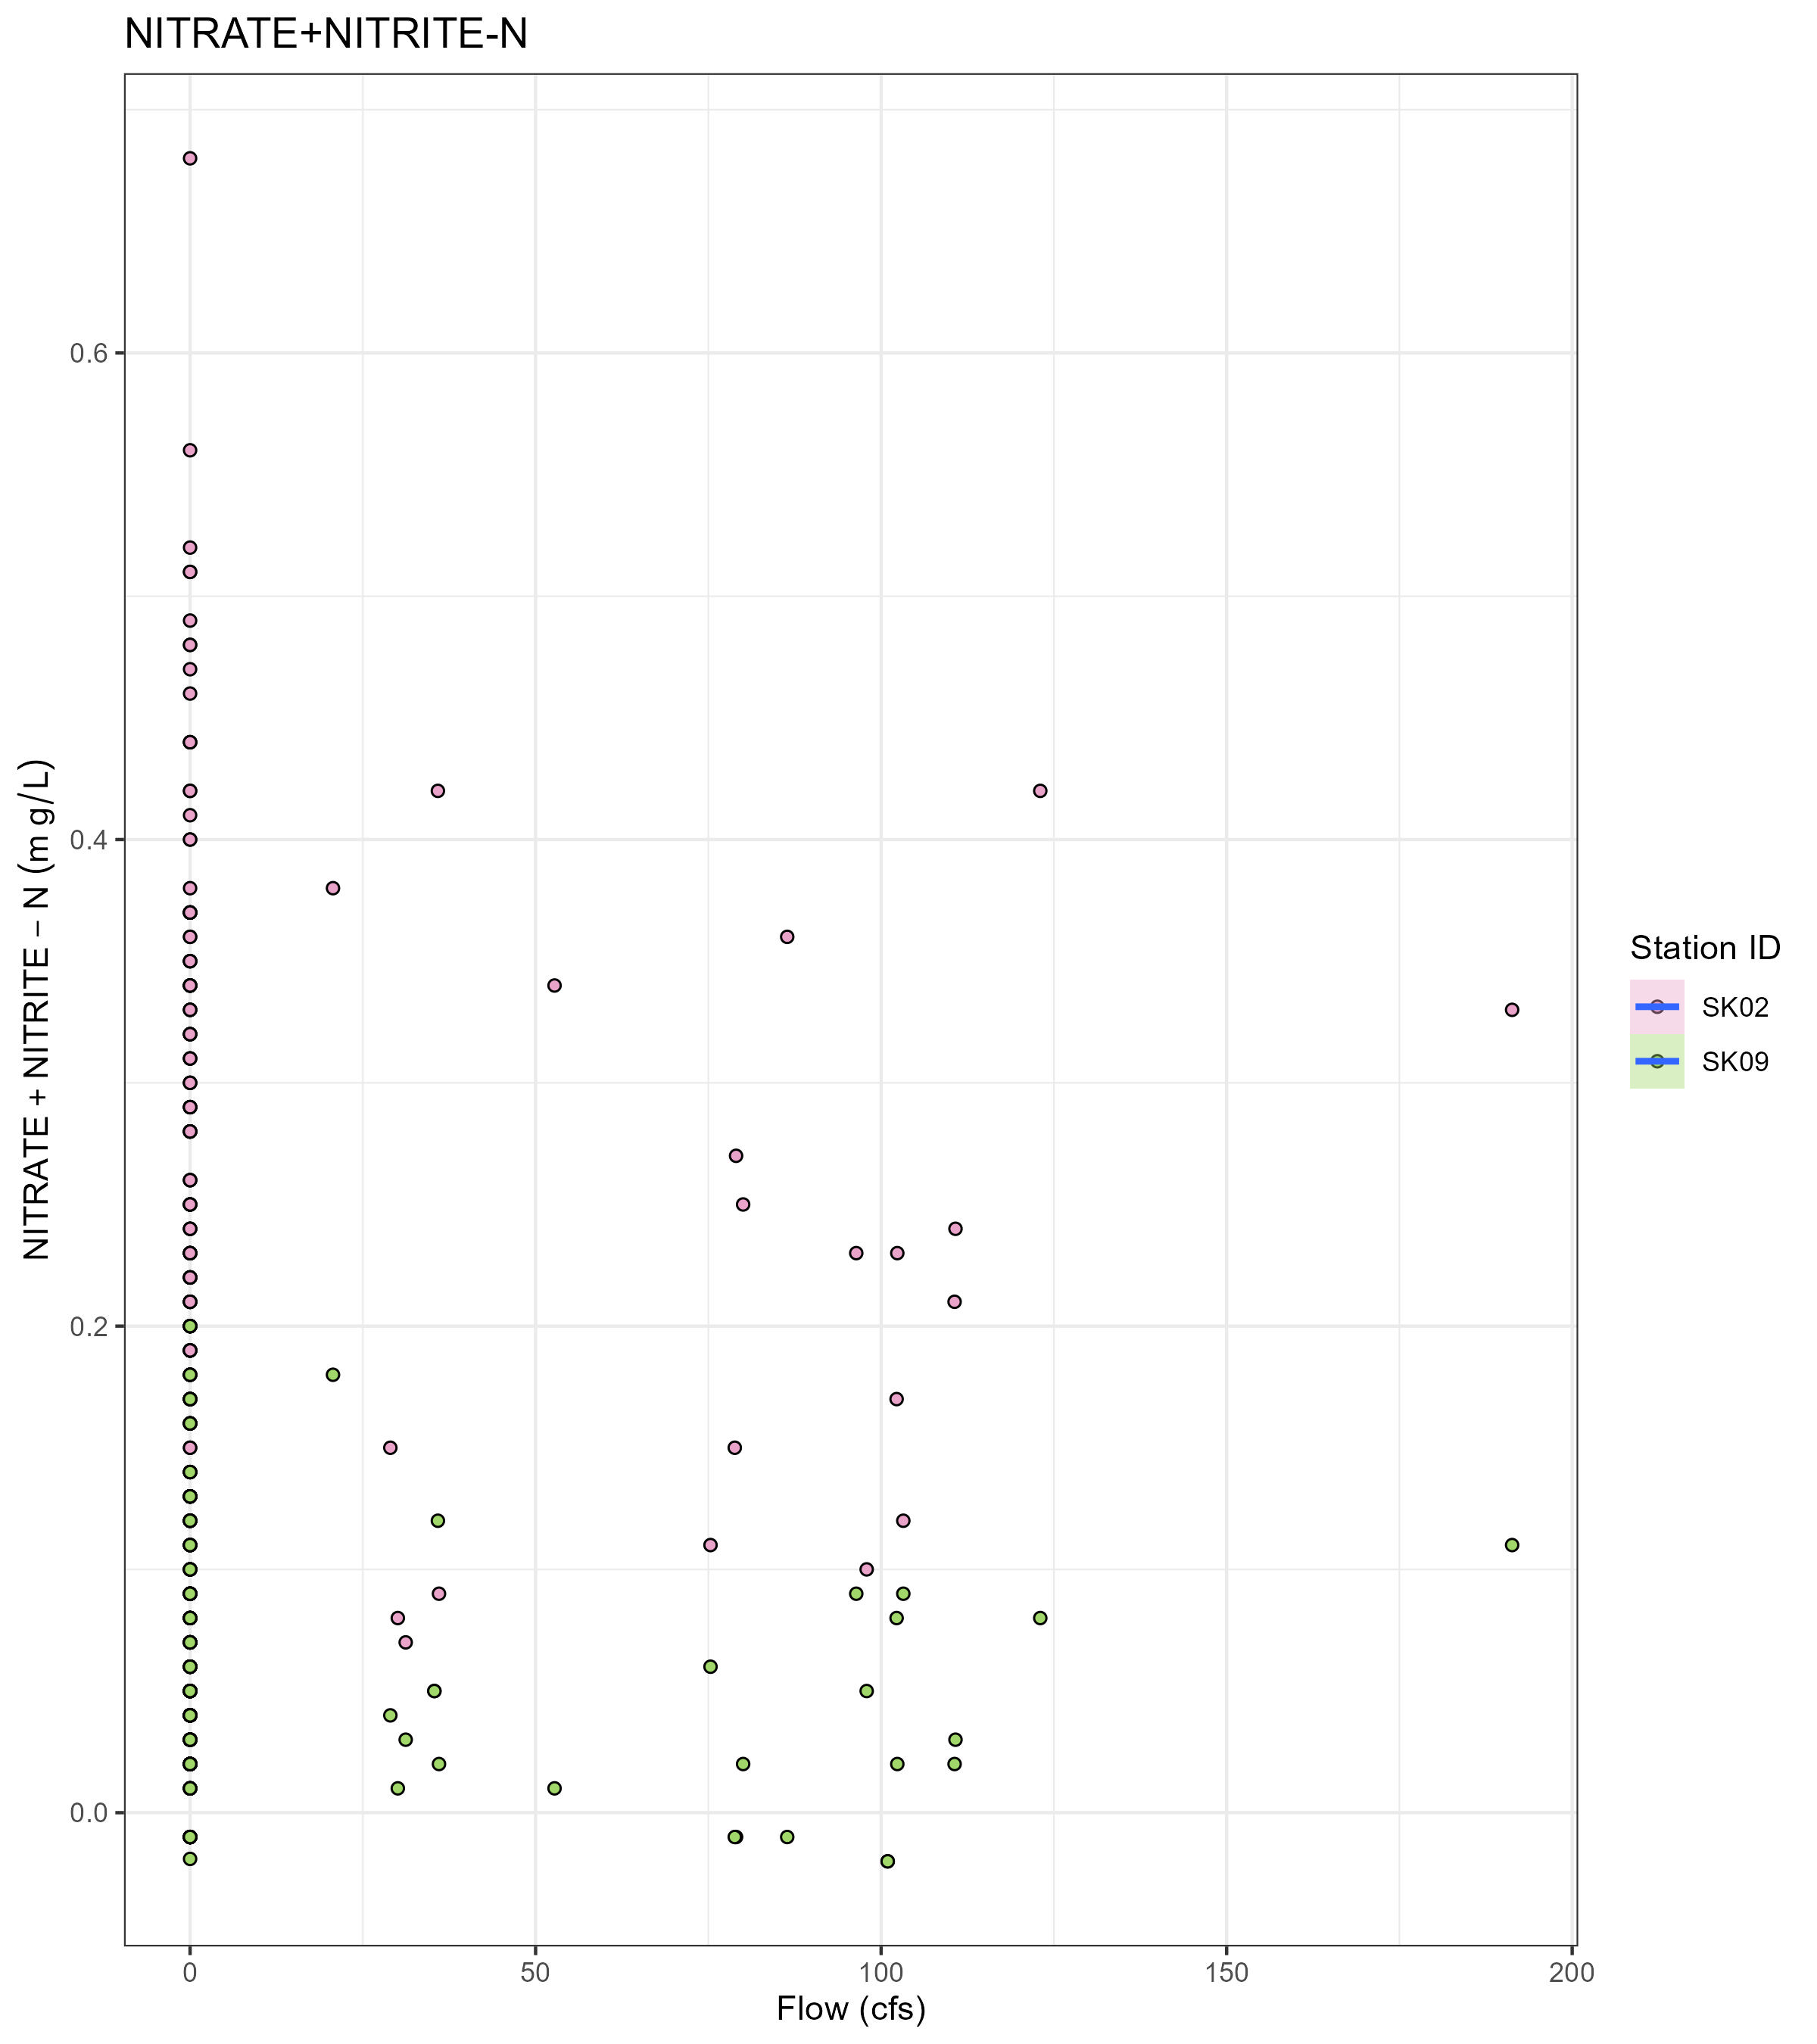 NITRATE+NITRITE-N
NITRATE + NITRITE − N (mg/L)
0.6
0.4
0.2
0.0
0
50
100
150
200
Flow (cfs)
Station ID
SK02
SK09